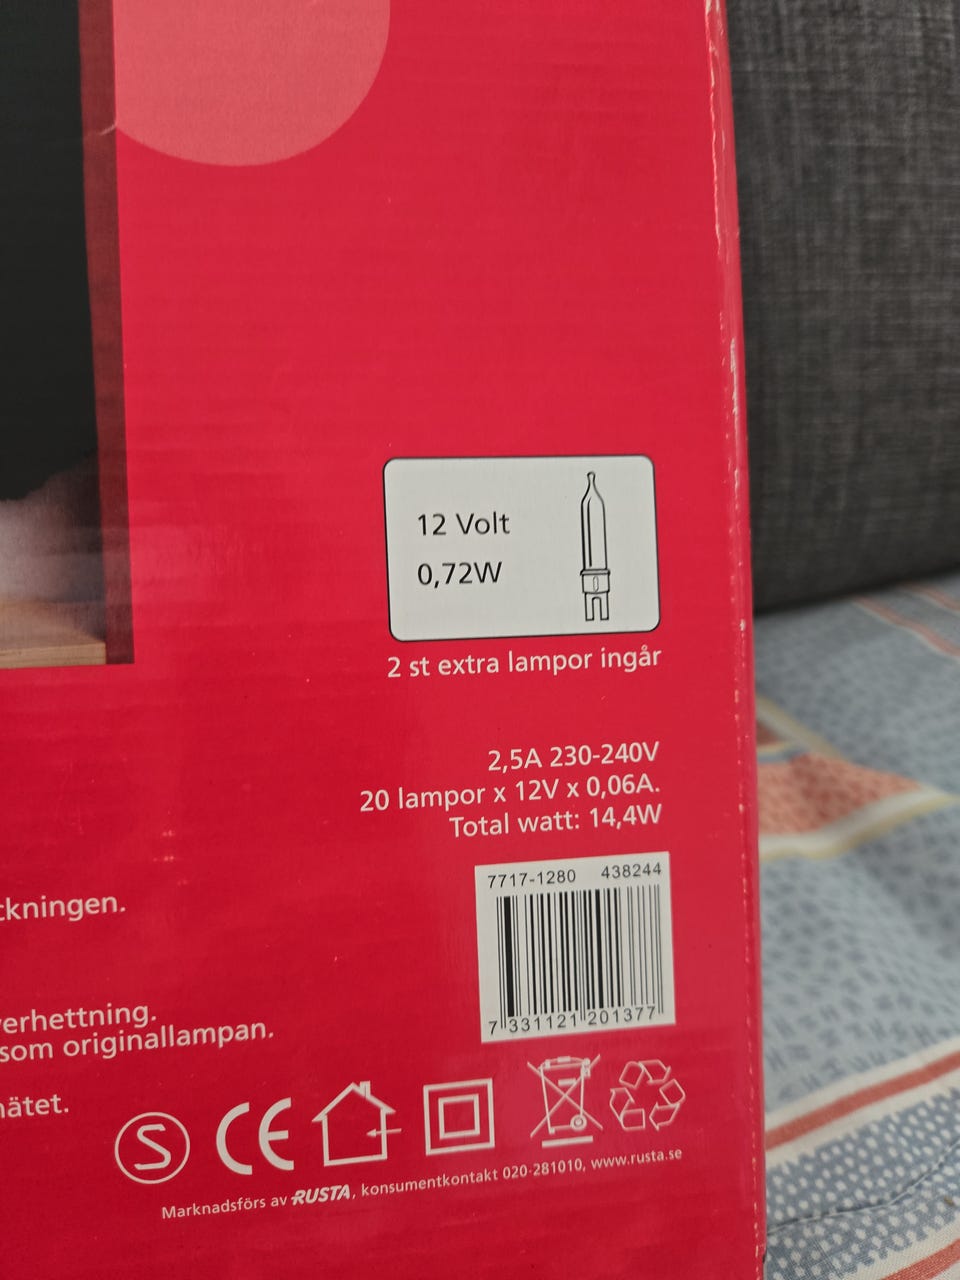 12 Volt
0,72W
2 st extra lampor ingår
2,5A 230-240V
20 lampor x 12V x 0,06A.
Total watt: 14,4W
7717-1280 438244
7 331121 201377
ckningen.
erhettning.
som originallampan.
nätet.
S CE
Marknadsförs av RUSTA, konsumentkontakt 020-281010, www.rusta.se